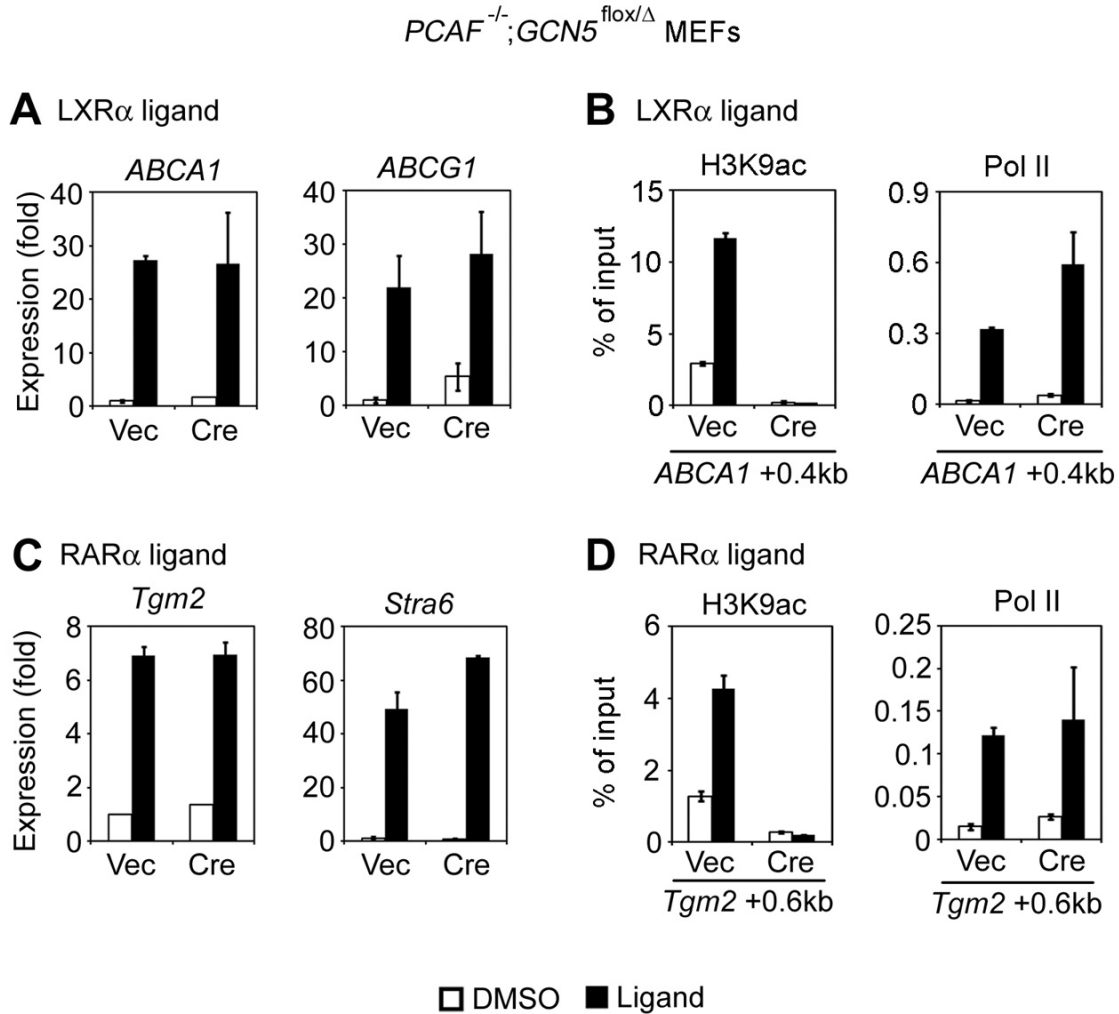 PCAF -/-;GCN5 flox/Δ MEFs
A LXRα ligand
ABCA1
ABCG1
Expression (fold)
40
30
20
10
0
Vec Cre
40
30
20
10
0
Vec Cre
B LXRα ligand
H3K9ac
Pol II
% of input
15
10
5
0
Vec Cre
ABCA1 +0.4kb
0.9
0.6
0.3
0
Vec Cre
ABCA1 +0.4kb
C RARα ligand
Tgm2
Stra6
Expression (fold)
8
6
4
2
0
Vec Cre
80
60
40
20
0
Vec Cre
D RARα ligand
H3K9ac
Pol II
% of input
6
4
2
0
Vec Cre
Tgm2 +0.6kb
0.25
0.2
0.15
0.1
0.05
0
Vec Cre
Tgm2 +0.6kb
DMSO Ligand